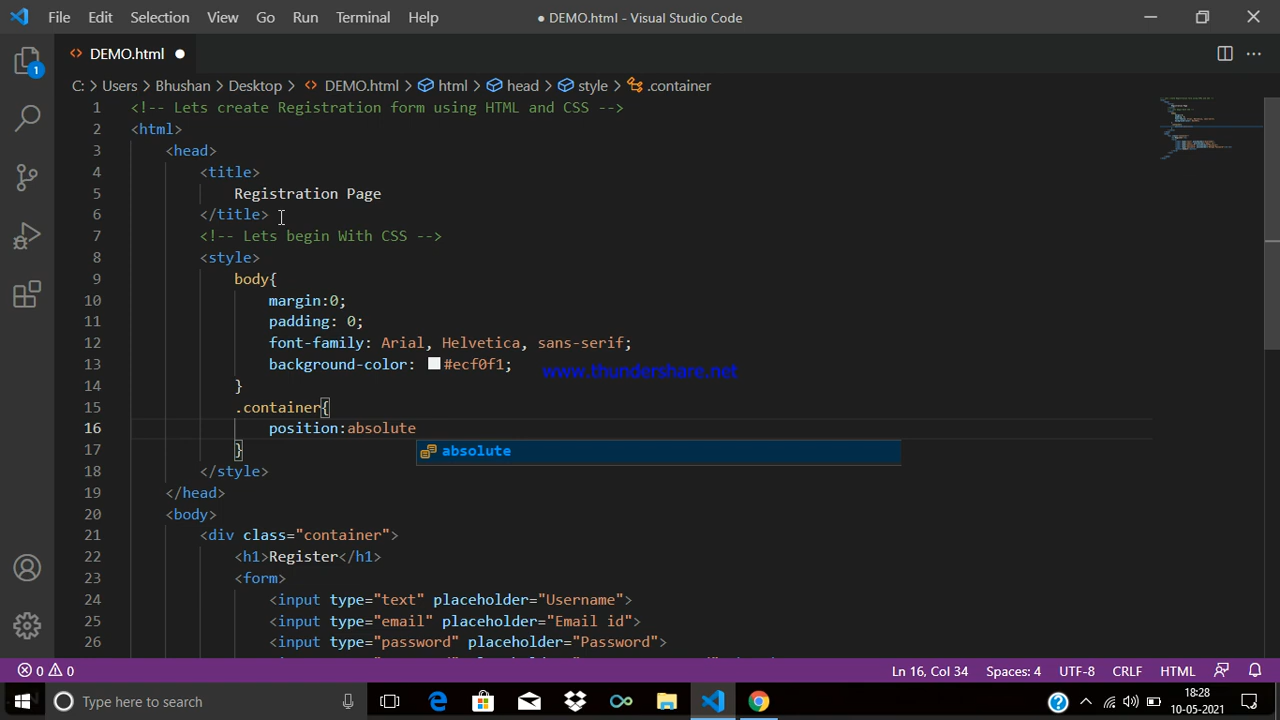 File Edit Selection View Go Run Terminal Help ● DEMO.html - Visual Studio Code
DEMO.html ●
1
C: > Users > Bhushan > Desktop > DEMO.html > html > head > style > .container
1 <!-- Lets create Registration form using HTML and CSS -->
2 <html>
3 <head>
4 <title>
5 Registration Page
6 </title>
7 <!-- Lets begin With CSS -->
8 <style>
9 body{
10 margin:0;
11 padding: 0;
12 font-family: Arial, Helvetica, sans-serif;
13 background-color: #ecf0f1;
www.thundershare.net
14 }
15 .container{
16 position:absolute
17 }
absolute
18 </style>
19 </head>
20 <body>
21 <div class="container">
22 <h1>Register</h1>
23 <form>
24 <input type="text" placeholder="Username">
25 <input type="email" placeholder="Email id">
26 <input type="password" placeholder="Password">
0 0 Ln 16, Col 34 Spaces: 4 UTF-8 CRLF HTML
Type here to search
18:28
10-05-2021